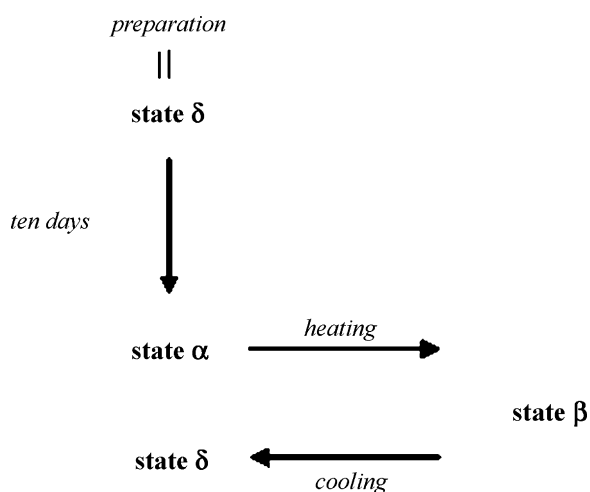 preparation
state δ
ten days
heating
state α
state β
state δ
cooling